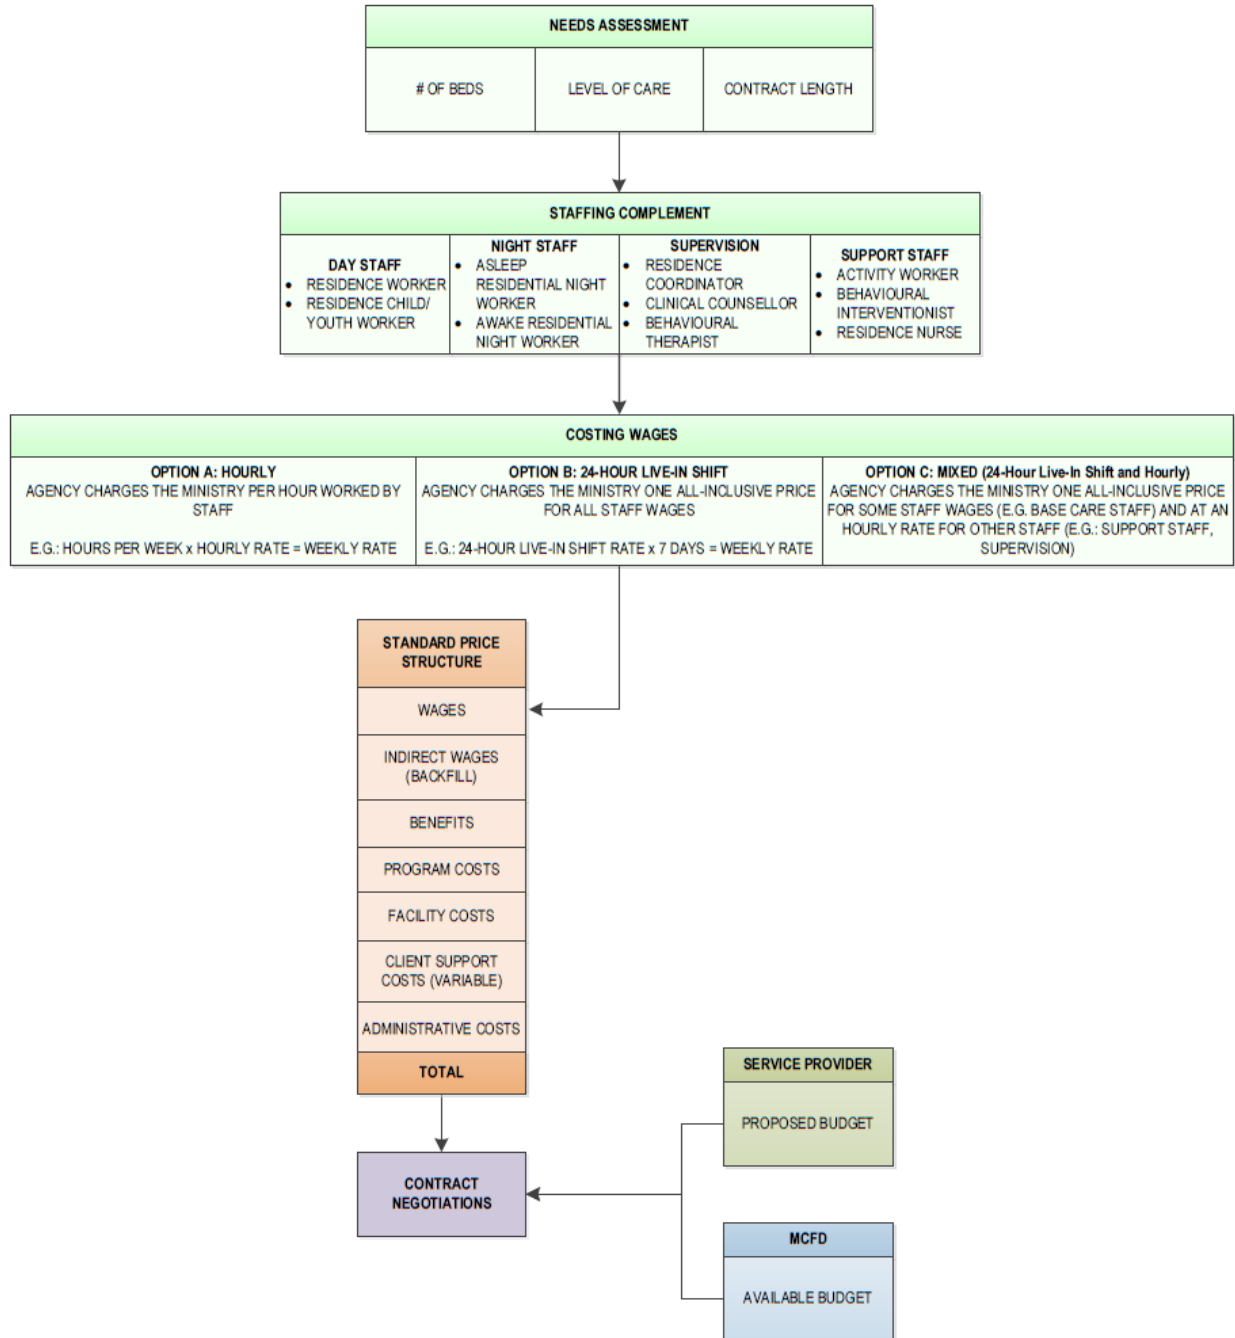 NEEDS ASSESSMENT
# OF BEDS
LEVEL OF CARE
CONTRACT LENGTH
STAFFING COMPLEMENT
DAY STAFF
• RESIDENCE WORKER
• RESIDENCE CHILD/
YOUTH WORKER
NIGHT STAFF
• ASLEEP
RESIDENTIAL NIGHT
WORKER
• AWAKE RESIDENTIAL
NIGHT WORKER
SUPERVISION
• RESIDENCE
COORDINATOR
• CLINICAL COUNSELLOR
• BEHAVIOURAL
THERAPIST
SUPPORT STAFF
• ACTIVITY WORKER
• BEHAVIOURAL
INTERVENTIONIST
• RESIDENCE NURSE
COSTING WAGES
OPTION A: HOURLY
AGENCY CHARGES THE MINISTRY PER HOUR WORKED BY
STAFF
E.G.: HOURS PER WEEK x HOURLY RATE = WEEKLY RATE
OPTION B: 24-HOUR LIVE-IN SHIFT
AGENCY CHARGES THE MINISTRY ONE ALL-INCLUSIVE PRICE
FOR ALL STAFF WAGES
E.G.: 24-HOUR LIVE-IN SHIFT RATE x 7 DAYS = WEEKLY RATE
OPTION C: MIXED (24-Hour Live-In Shift and Hourly)
AGENCY CHARGES THE MINISTRY ONE ALL-INCLUSIVE PRICE
FOR SOME STAFF WAGES (E.G. BASE CARE STAFF) AND AT AN
HOURLY RATE FOR OTHER STAFF (E.G.: SUPPORT STAFF,
SUPERVISION)
STANDARD PRICE
STRUCTURE
WAGES
INDIRECT WAGES
(BACKFILL)
BENEFITS
PROGRAM COSTS
FACILITY COSTS
CLIENT SUPPORT
COSTS (VARIABLE)
ADMINISTRATIVE COSTS
TOTAL
CONTRACT
NEGOTIATIONS
SERVICE PROVIDER
PROPOSED BUDGET
MCFD
AVAILABLE BUDGET